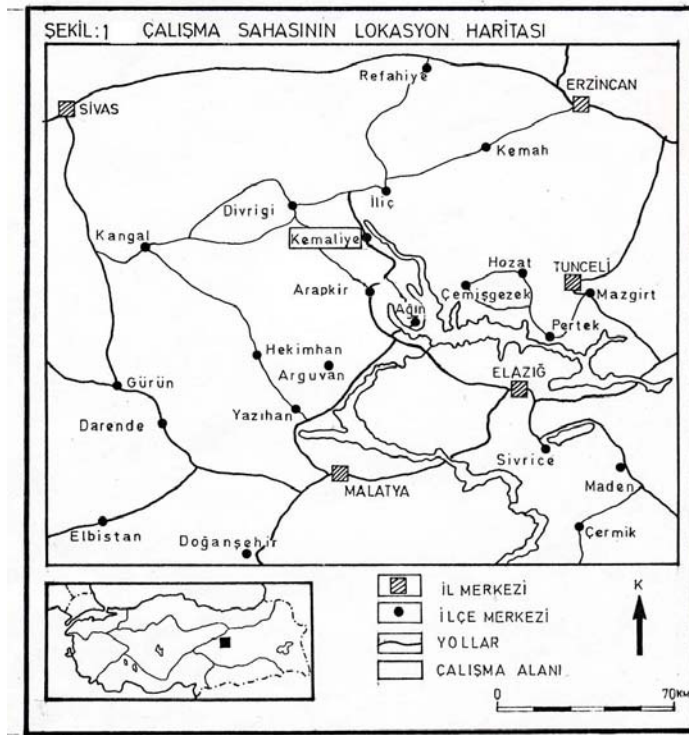 ŞEKİL:1 ÇALIŞMA SAHASININ LOKASYON HARİTASI
Refahiye
ERZİNCAN
SİVAS
Kemah
İliç
Divrigi
Kemaliye
Kangal
Hozat
TUNCELİ
Çemişgezek
Mazgirt
Arapkir
Ağın
Pertek
Hekimhan
Arguvan
ELAZIĞ
Gürün
Yazıhan
Darende
Sivrice
MALATYA
Maden
Elbistan
Doğanşehir
Çermik
İL MERKEZİ
İLÇE MERKEZİ
YOLLAR
ÇALIŞMA ALANI
K
0 70KM